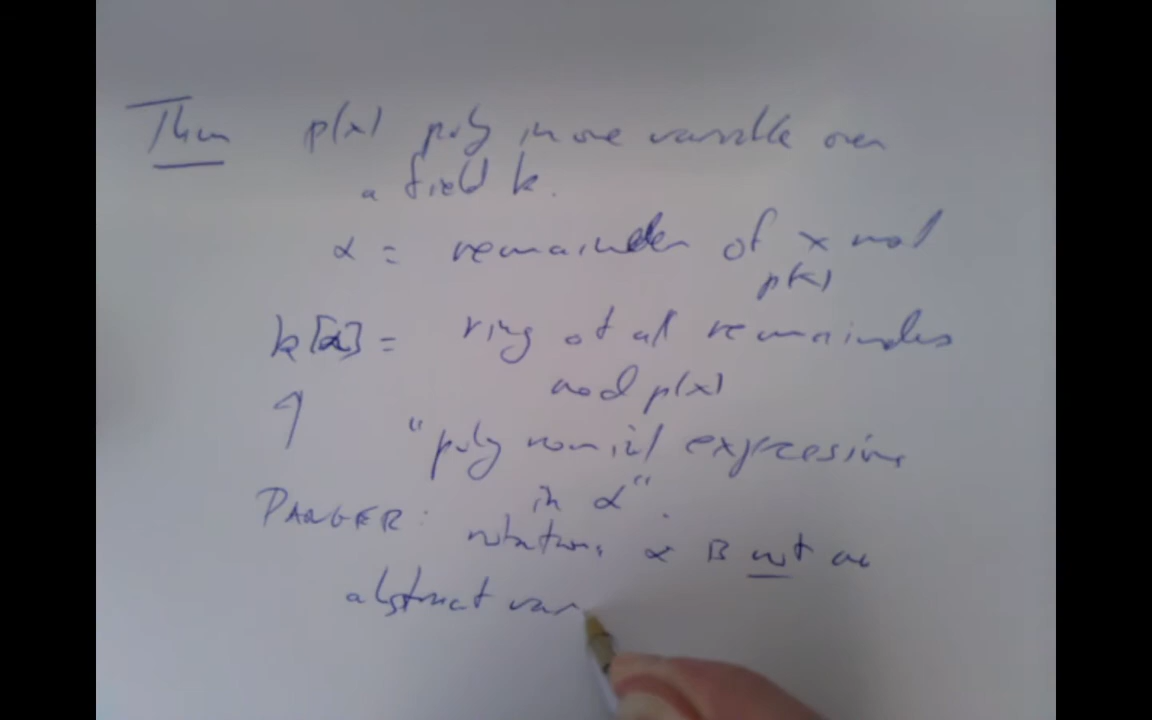 Thm p(x) poly in one variable over
a field k.
α = remainder of x mod
p(x)
k[α] = ring of all remainders
mod p(x)
"polynomial expressions
in α".
DANGER: notation: α is not an
abstract var